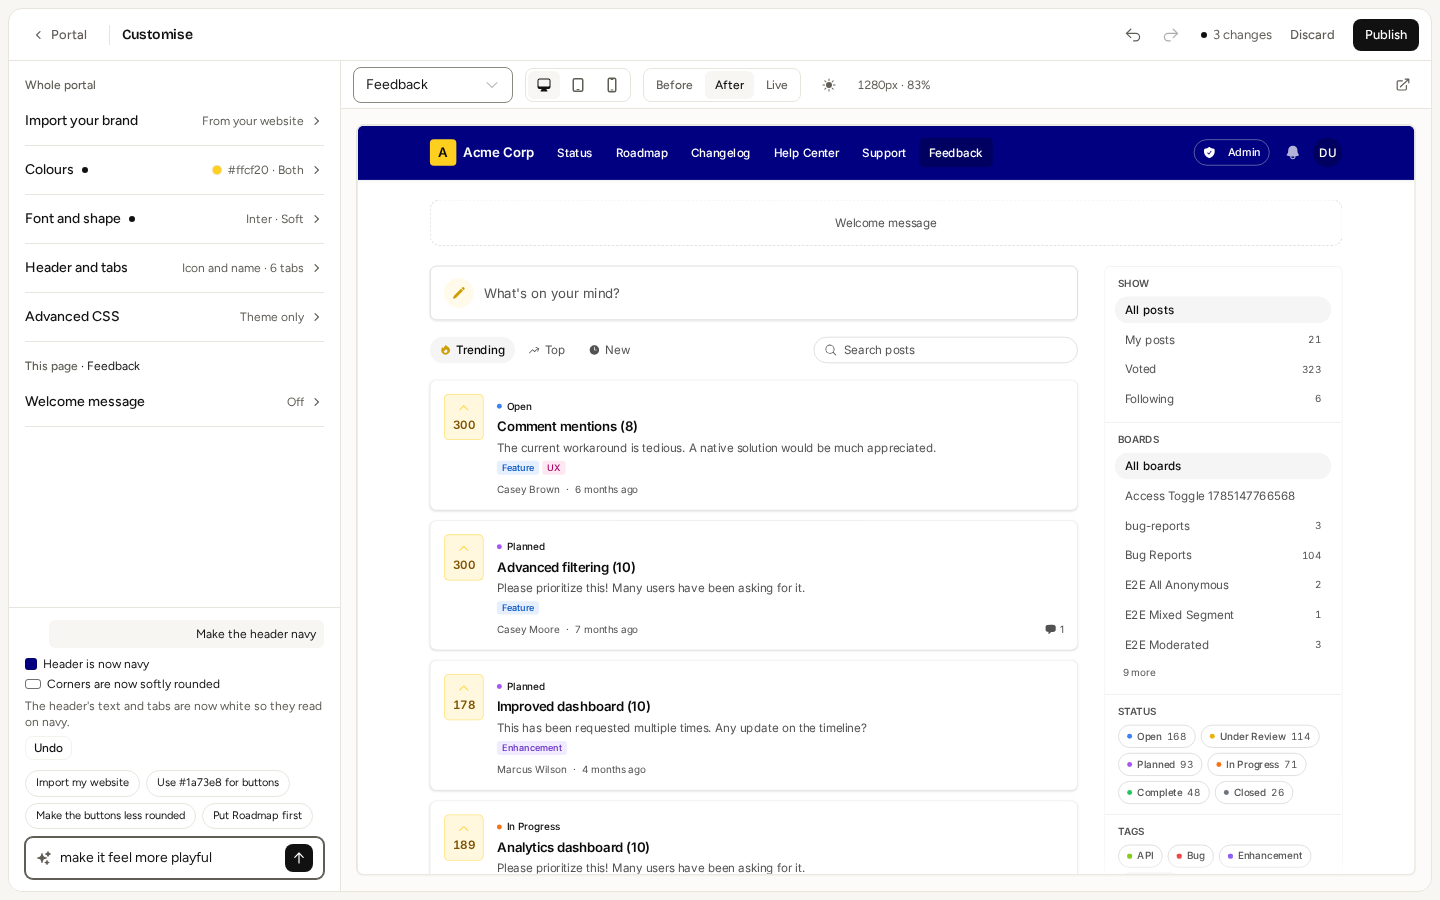 Portal
Customise
3 changes
Discard
Publish
Whole portal
Import your brand
From your website
Colours
#ffcf20 · Both
Font and shape
Inter · Soft
Header and tabs
Icon and name · 6 tabs
Advanced CSS
Theme only
This page · Feedback
Welcome message
Off
Make the header navy
Header is now navy
Corners are now softly rounded
The header's text and tabs are now white so they read
on navy.
Undo
Import my website
Use #1a73e8 for buttons
Make the buttons less rounded
Put Roadmap first
make it feel more playful
Feedback
Before
After
Live
1280px · 83%
A
Acme Corp
Status
Roadmap
Changelog
Help Center
Support
Feedback
Admin
DU
Welcome message
What's on your mind?
Trending
Top
New
Search posts
300
Open
Comment mentions (8)
The current workaround is tedious. A native solution would be much appreciated.
Feature
UX
Casey Brown · 6 months ago
300
Planned
Advanced filtering (10)
Please prioritize this! Many users have been asking for it.
Feature
Casey Moore · 7 months ago
1
178
Planned
Improved dashboard (10)
This has been requested multiple times. Any update on the timeline?
Enhancement
Marcus Wilson · 4 months ago
189
In Progress
Analytics dashboard (10)
Please prioritize this! Many users have been asking for it.
SHOW
All posts
My posts 21
Voted 323
Following 6
BOARDS
All boards
Access Toggle 1785147766568
bug-reports 3
Bug Reports 104
E2E All Anonymous 2
E2E Mixed Segment 1
E2E Moderated 3
9 more
STATUS
Open 168
Under Review 114
Planned 93
In Progress 71
Complete 48
Closed 26
TAGS
API
Bug
Enhancement